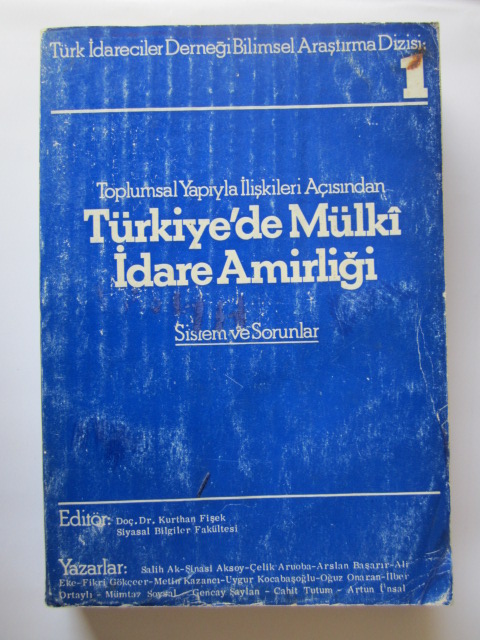 Türk İdareciler Derneği Bilimsel Araştırma Dizisi:
1
Toplumsal Yapıyla İlişkileri Açısından
Türkiye'de Mülkî
İdare Amirliği
Sistem ve Sorunlar
Editör: Doç.Dr. Kurthan Fişek
Siyasal Bilgiler Fakültesi
Yazarlar: Salih Ak-Şinasi Aksoy-Çelik Aruoba-Arslan Başarır-Ali
Eke-Fikri Gökçeer-Metin Kazancı-Uygur Kocabaşoğlu-Oğuz Onaran-İlber
Ortaylı - Mümtaz Soysal - Gencay Şaylan - Cahit Tutum - Artun Ünsal